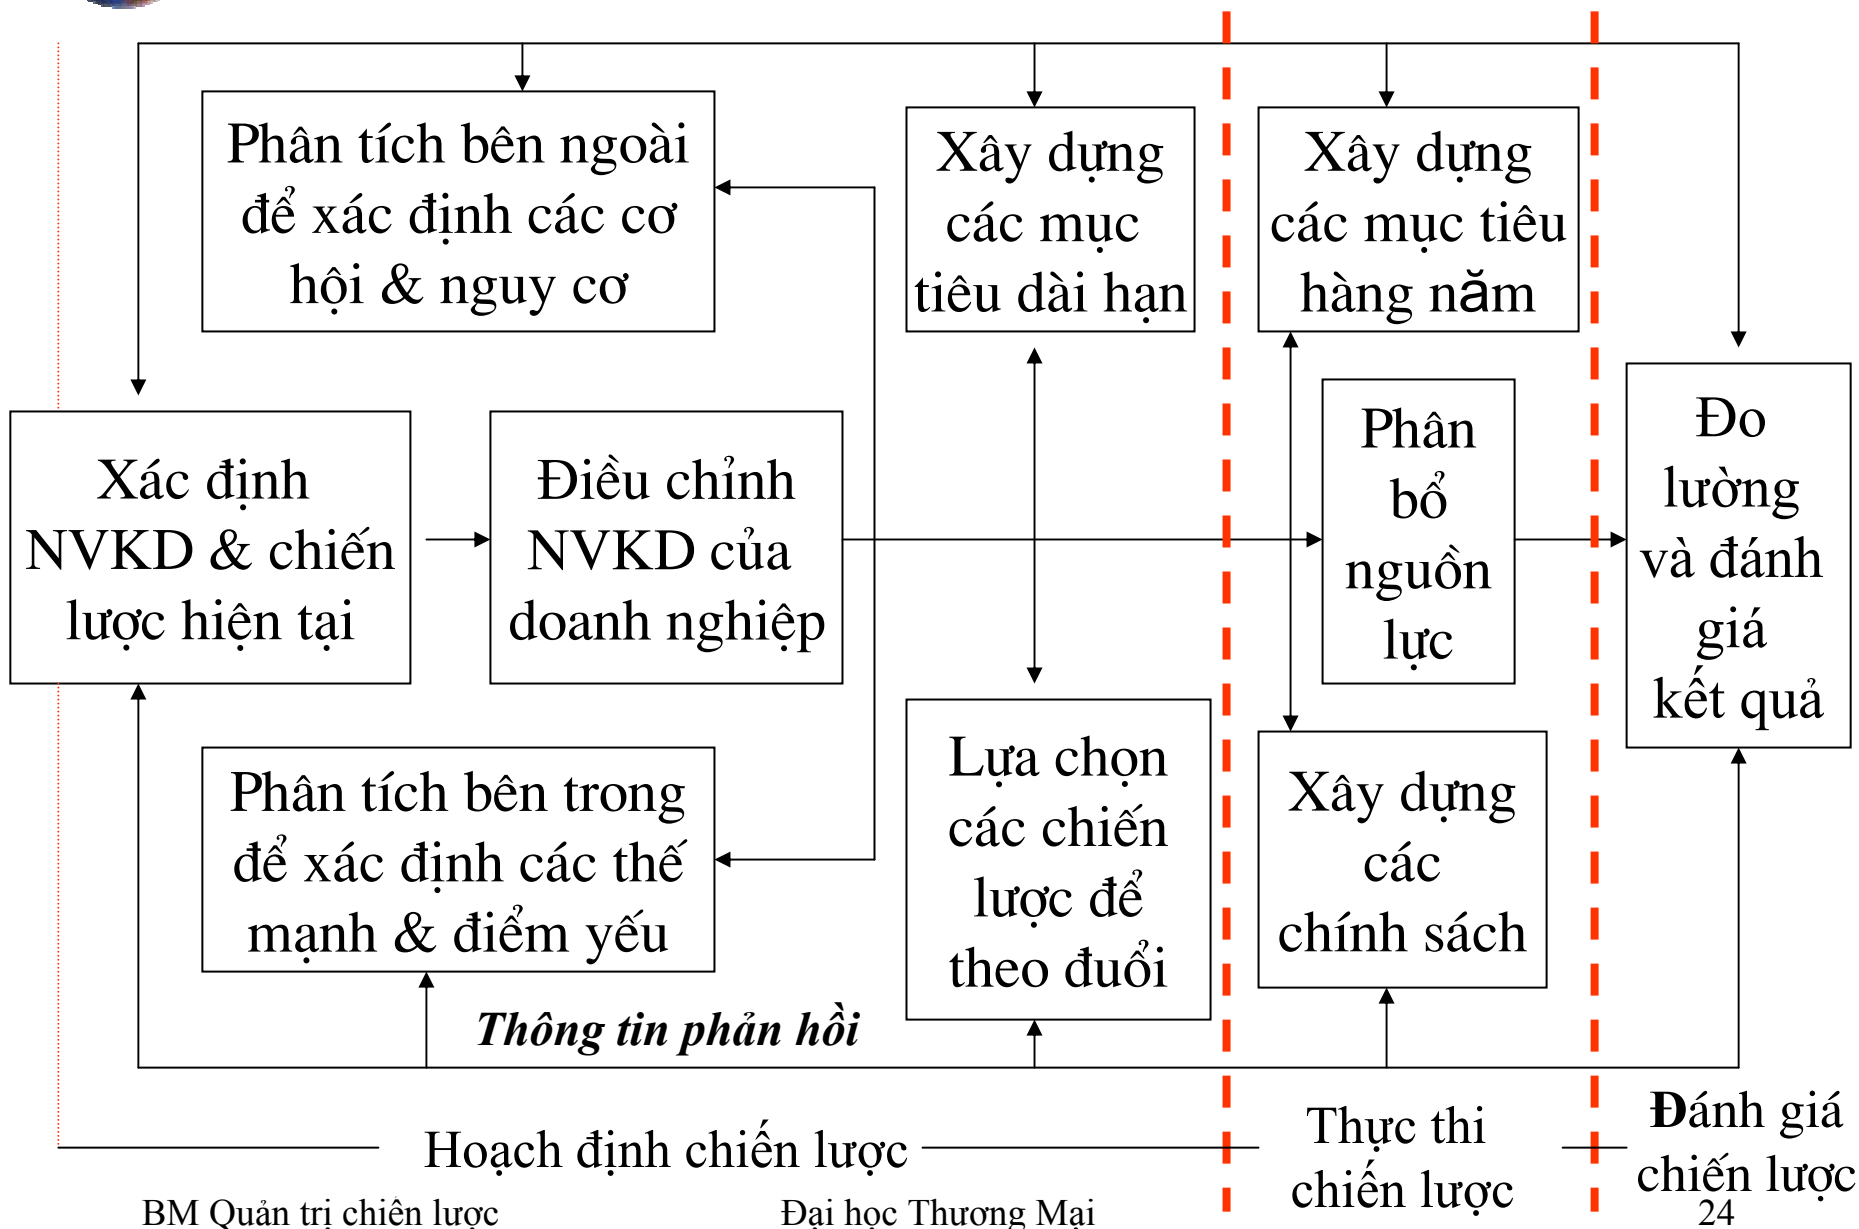 Phân tích bên ngoài
để xác định các cơ
hội & nguy cơ
Xây dựng
các mục
tiêu dài hạn
Xây dựng
các mục tiêu
hàng năm
Xác định
NVKD & chiến
lược hiện tại
Điều chỉnh
NVKD của
doanh nghiệp
Phân
bổ
nguồn
lực
Đo
lường
và đánh
giá
kết quả
Phân tích bên trong
để xác định các thế
mạnh & điểm yếu
Lựa chọn
các chiến
lược để
theo đuổi
Xây dựng
các
chính sách
Thông tin phản hồi
Hoạch định chiến lược
Thực thi
chiến lược
Đánh giá
chiến lược
BM Quản trị chiến lược
Đại học Thương Mại
24